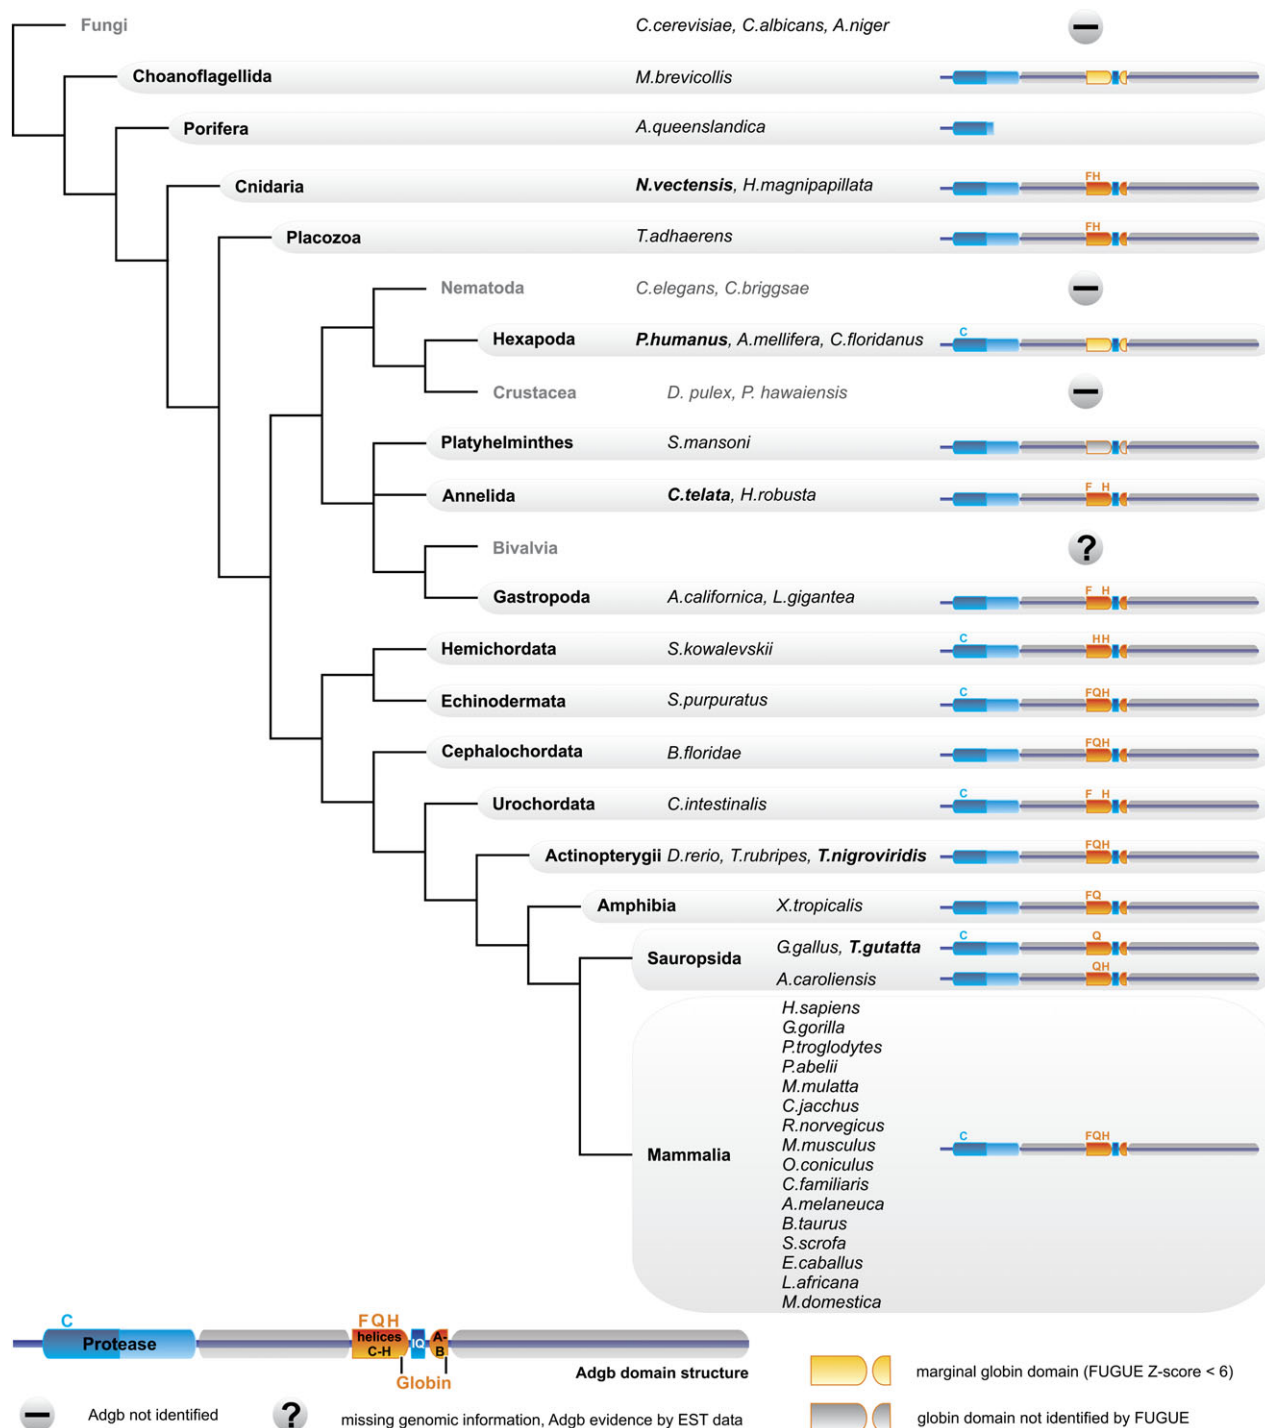 Fungi C.cerevisiae, C.albicans, A.niger
Choanoflagellida M.brevicollis
Porifera A.queenslandica
FH
Cnidaria N.vectensis, H.magnipapillata
FH
Placozoa T.adhaerens
Nematoda C.elegans, C.briggsae
C
Hexapoda P.humanus, A.mellifera, C.floridanus
Crustacea D. pulex, P. hawaiensis
Platyhelminthes S.mansoni
F H
Annelida C.telata, H.robusta
Bivalvia ?
F H
Gastropoda A.californica, L.gigantea
C HH
Hemichordata S.kowalevskii
C FQH
Echinodermata S.purpuratus
FQH
Cephalochordata B.floridae
C F H
Urochordata C.intestinalis
FQH
Actinopterygii D.rerio, T.rubripes, T.nigroviridis
FQ
Amphibia X.tropicalis
C Q
G.gallus, T.gutatta
Sauropsida
QH
A.caroliensis
H.sapiens
G.gorilla
P.troglodytes
P.abelii
M.mulatta
C.jacchus
R.norvegicus
C FQH
M.musculus
Mammalia
O.coniculus
C.familiaris
A.melaneuca
B.taurus
S.scrofa
E.caballus
L.africana
M.domestica
C FQH
Protease helices C-H IQ A-B
Globin
Adgb domain structure
marginal globin domain (FUGUE Z-score < 6)
Adgb not identified
? missing genomic information, Adgb evidence by EST data
globin domain not identified by FUGUE